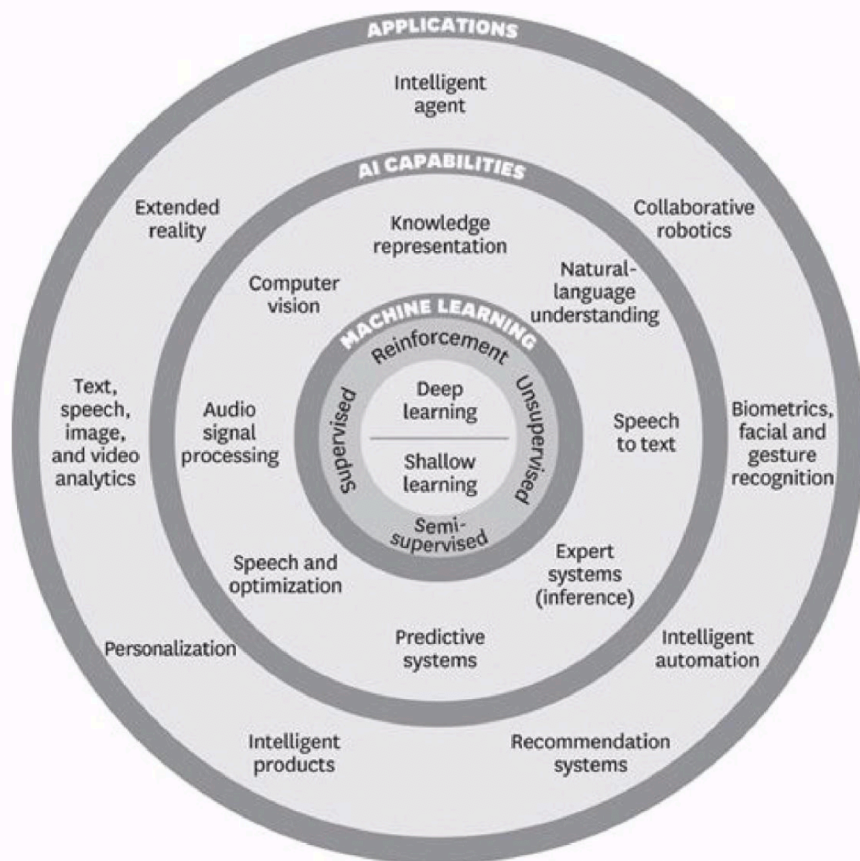 APPLICATIONS
Intelligent
agent
Extended
reality
Collaborative
robotics
Text,
speech,
image,
and video
analytics
Biometrics,
facial and
gesture
recognition
Personalization
Intelligent
automation
Intelligent
products
Recommendation
systems
AI CAPABILITIES
Knowledge
representation
Computer
vision
Natural-
language
understanding
Audio
signal
processing
Speech
to text
Speech and
optimization
Expert
systems
(inference)
Predictive
systems
MACHINE LEARNING
Reinforcement
Supervised
Unsupervised
Semi-
supervised
Deep
learning
Shallow
learning